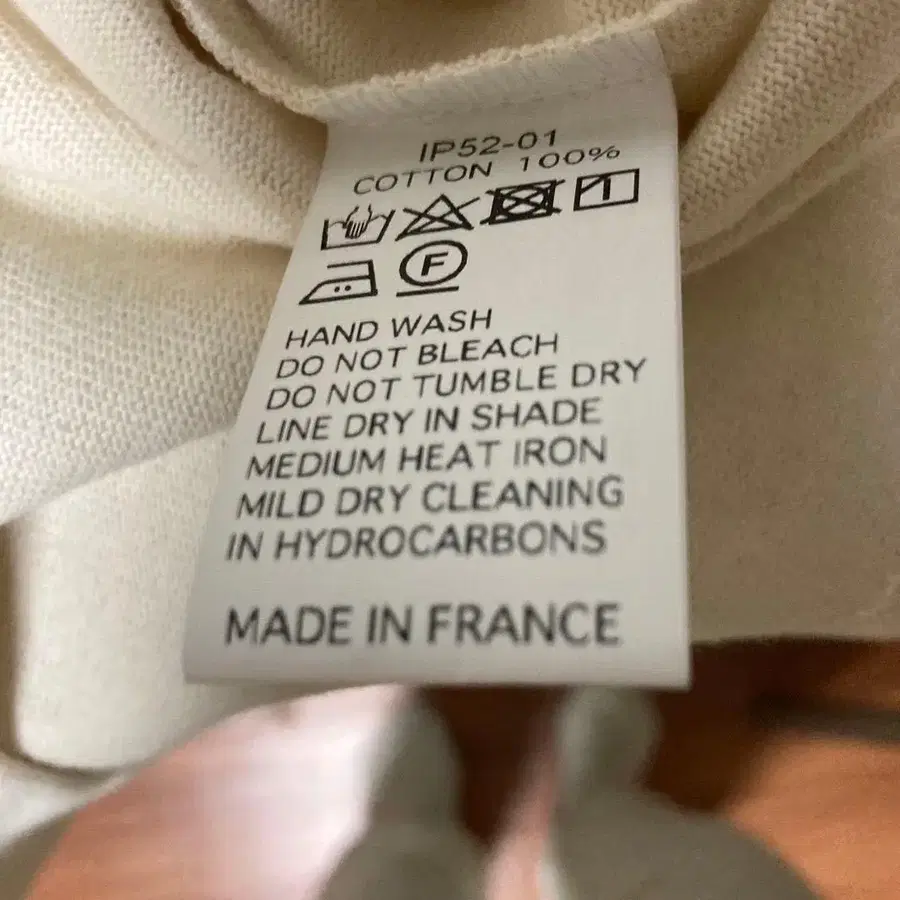 IP52-01
COTTON 100%
F
HAND WASH
DO NOT BLEACH
DO NOT TUMBLE DRY
LINE DRY IN SHADE
MEDIUM HEAT IRON
MILD DRY CLEANING
IN HYDROCARBONS
MADE IN FRANCE